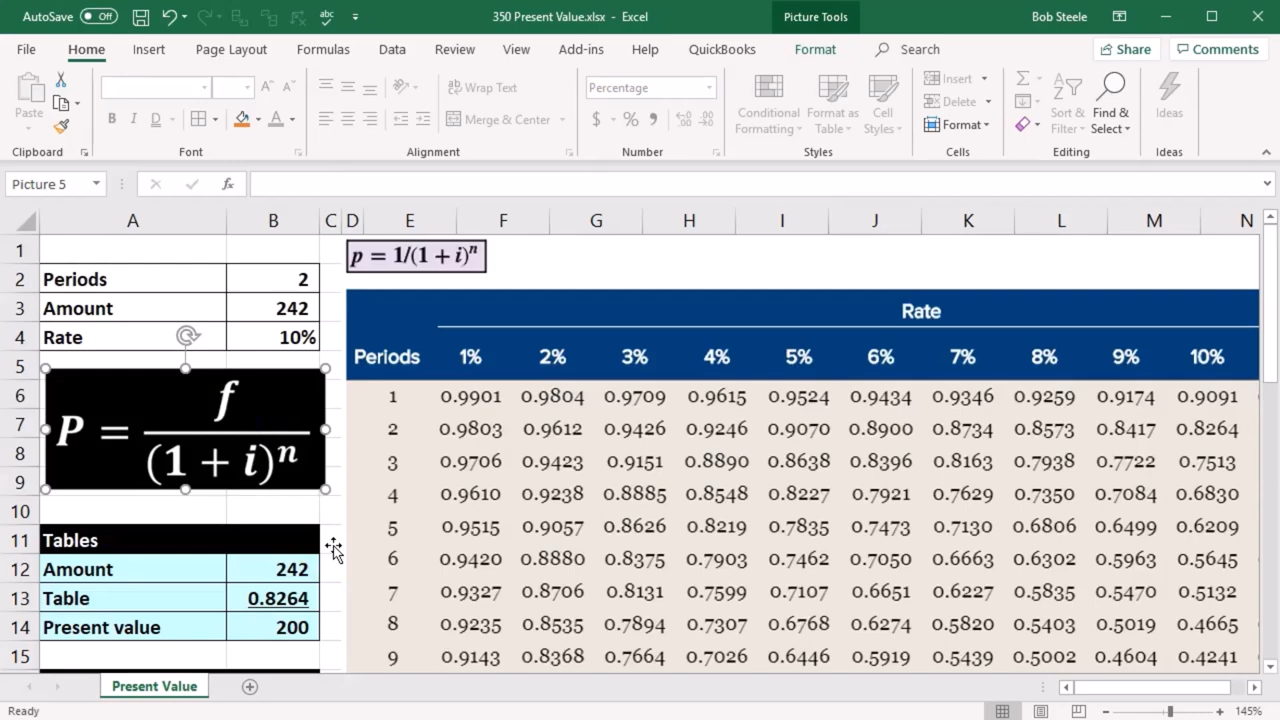 AutoSave Off abc 350 Present Value.xlsx - Excel Picture Tools Bob Steele
File Home Insert Page Layout Formulas Data Review View Add-ins Help QuickBooks Format Search Share Comments
Paste Clipboard
B I D A A A Font
Wrap Text
Merge & Center
Alignment
Percentage
$ % , Number
Conditional Formatting Format as Table Cell Styles Styles
Insert
Delete
Format
Cells
Sort & Filter Find & Select Editing
Ideas
Ideas
Picture 5 fx
A B C D E F G H I J K L M N
1 p = 1/(1 + i)^n
2 Periods 2
3 Amount 242
4 Rate 10%
5
6
7
8
9
P = f / (1 + i)^n
10
11 Tables
12 Amount 242
13 Table 0.8264
14 Present value 200
15
Rate
Periods 1% 2% 3% 4% 5% 6% 7% 8% 9% 10%
1 0.9901 0.9804 0.9709 0.9615 0.9524 0.9434 0.9346 0.9259 0.9174 0.9091
2 0.9803 0.9612 0.9426 0.9246 0.9070 0.8900 0.8734 0.8573 0.8417 0.8264
3 0.9706 0.9423 0.9151 0.8890 0.8638 0.8396 0.8163 0.7938 0.7722 0.7513
4 0.9610 0.9238 0.8885 0.8548 0.8227 0.7921 0.7629 0.7350 0.7084 0.6830
5 0.9515 0.9057 0.8626 0.8219 0.7835 0.7473 0.7130 0.6806 0.6499 0.6209
6 0.9420 0.8880 0.8375 0.7903 0.7462 0.7050 0.6663 0.6302 0.5963 0.5645
7 0.9327 0.8706 0.8131 0.7599 0.7107 0.6651 0.6227 0.5835 0.5470 0.5132
8 0.9235 0.8535 0.7894 0.7307 0.6768 0.6274 0.5820 0.5403 0.5019 0.4665
9 0.9143 0.8368 0.7664 0.7026 0.6446 0.5919 0.5439 0.5002 0.4604 0.4241
Present Value
Ready 145%